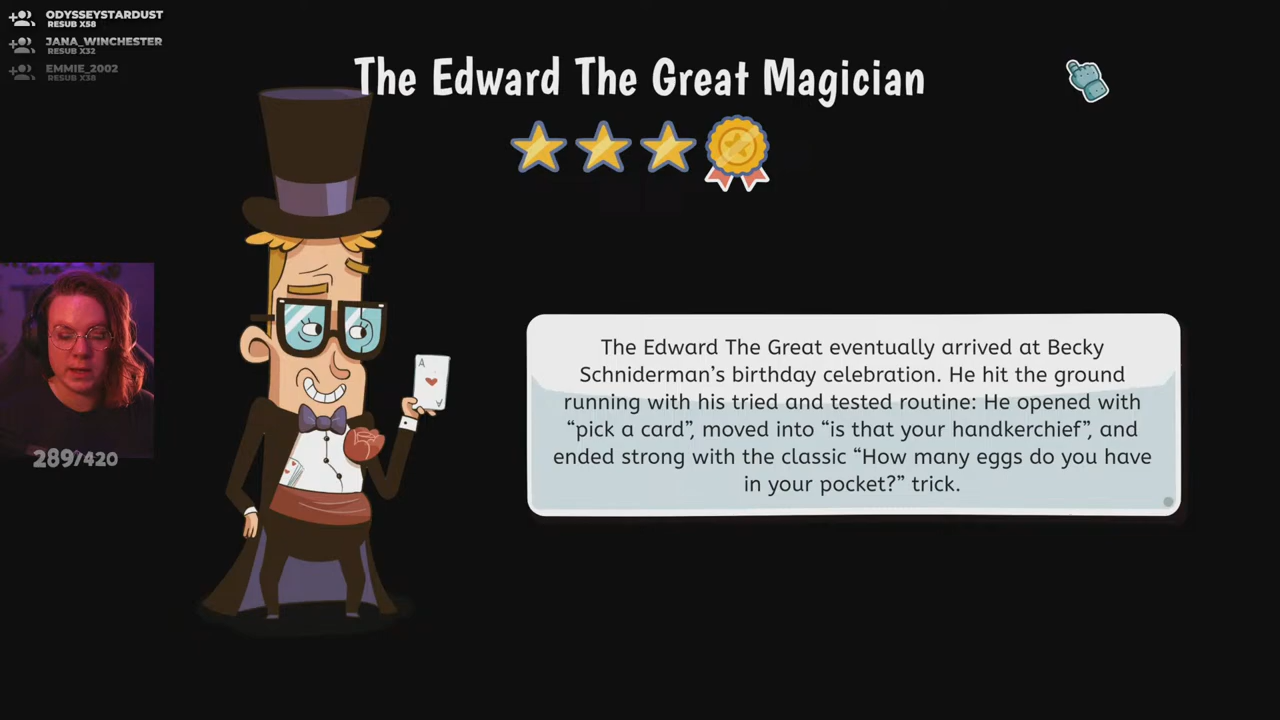 ODYSSEYSTARDUST
RESUB X58
JANA_WINCHESTER
RESUB X32
EMMIE_2002
RESUB X38
The Edward The Great Magician
A
A
The Edward The Great eventually arrived at Becky
Schniderman's birthday celebration. He hit the ground
running with his tried and tested routine: He opened with
“pick a card”, moved into “is that your handkerchief”, and
ended strong with the classic “How many eggs do you have
in your pocket?” trick.
289/420